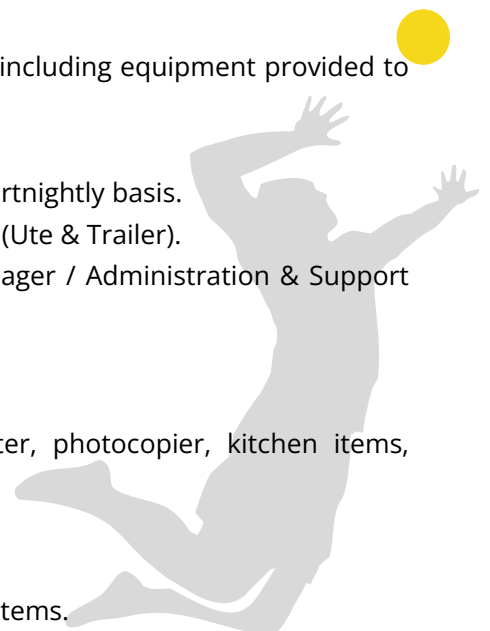 including equipment provided to
rtnightly basis.
(Ute & Trailer).
ager / Administration & Support
ter, photocopier, kitchen items,
tems.